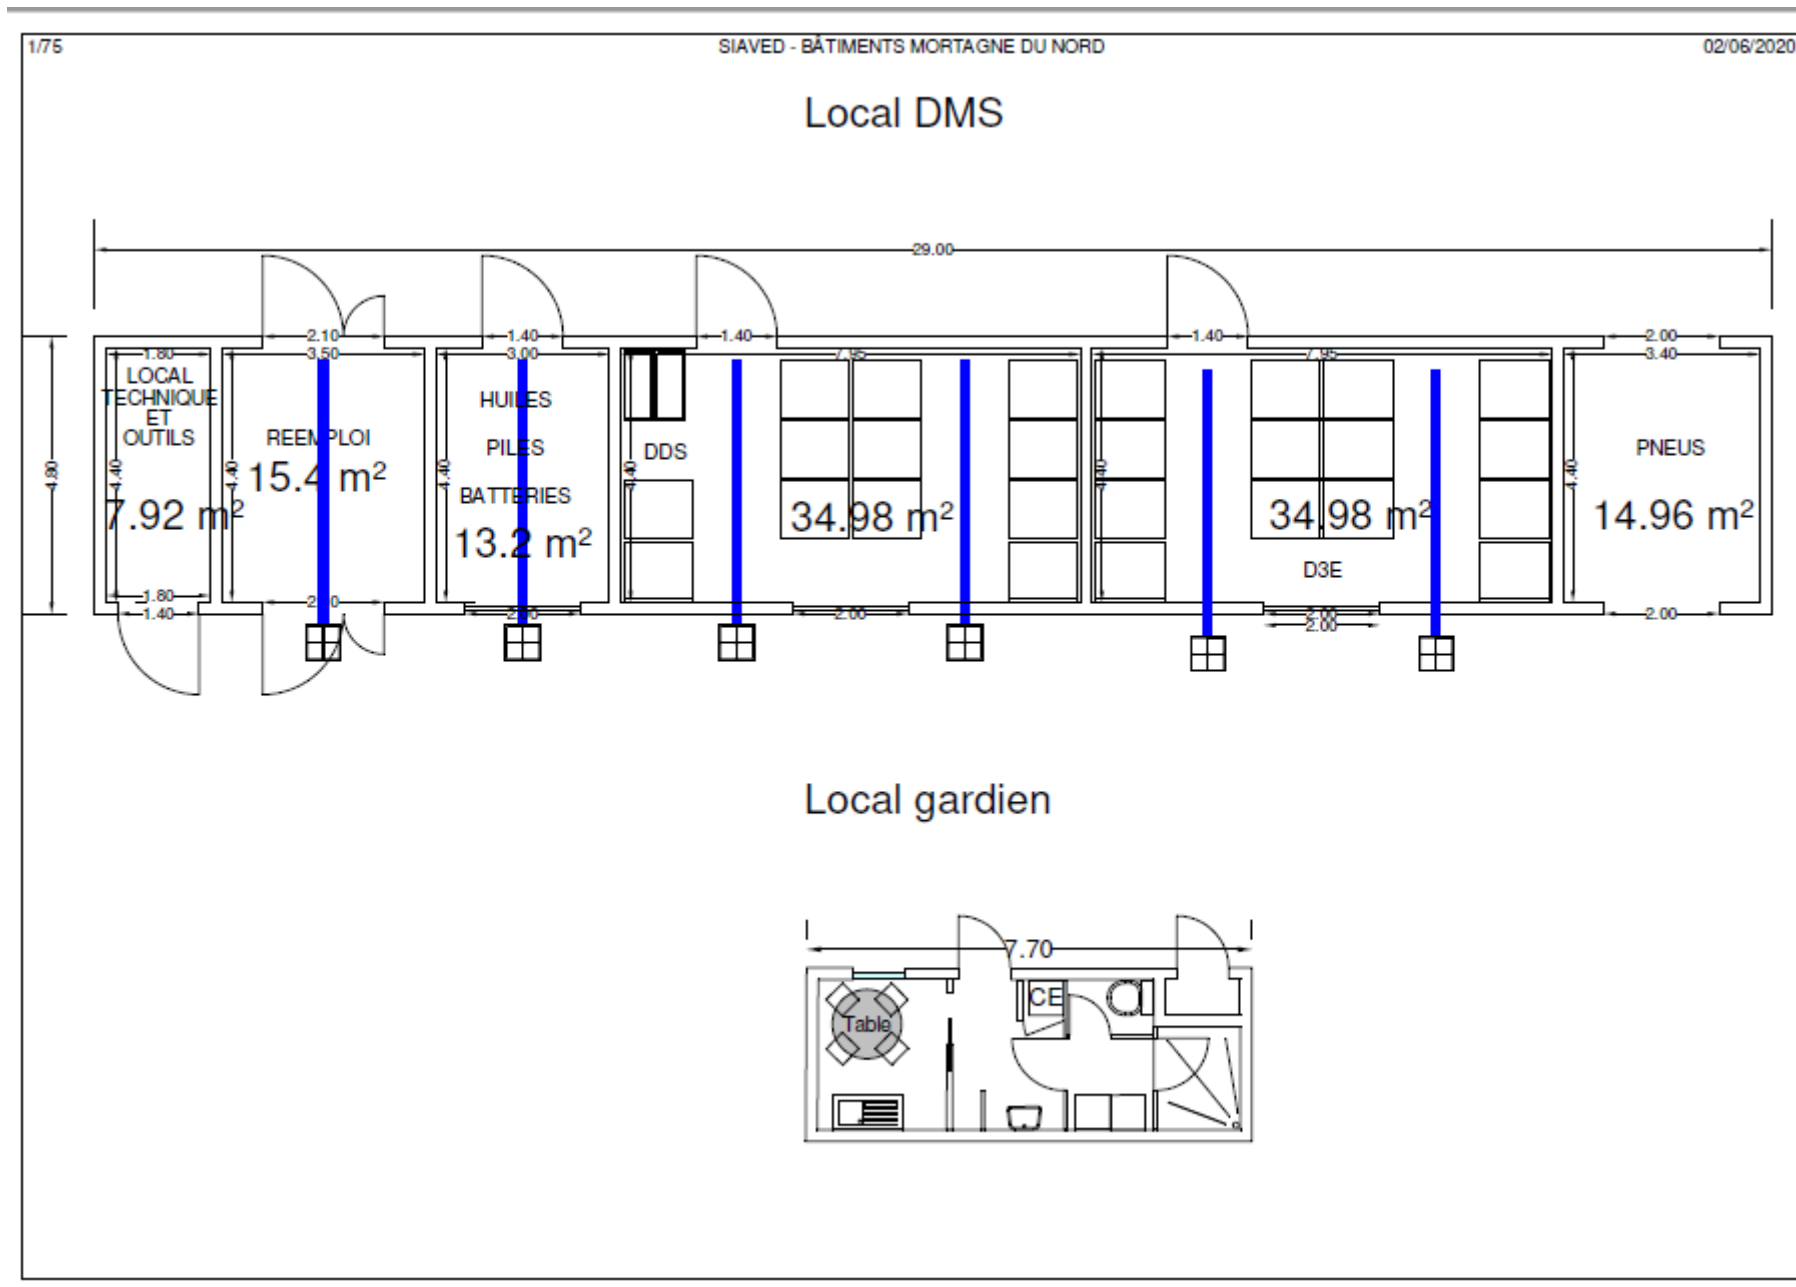 1/75
SIAVED - BÂTIMENTS MORTAGNE DU NORD
02/06/2020
Local DMS
29.00
2.10
1.40
1.40
1.40
2.00
1.80
3.50
3.00
7.95
7.95
3.40
LOCAL
TECHNIQUE
ET
OUTILS
REEMPLOI
HUILES
PILES
BATTERIES
DDS
D3E
PNEUS
4.80
4.40
4.40
4.40
4.40
4.40
4.40
7.92 m²
15.4 m²
13.2 m²
34.98 m²
34.98 m²
14.96 m²
1.80
1.40
2.00
2.00
2.00
2.00
Local gardien
7.70
CE
Table